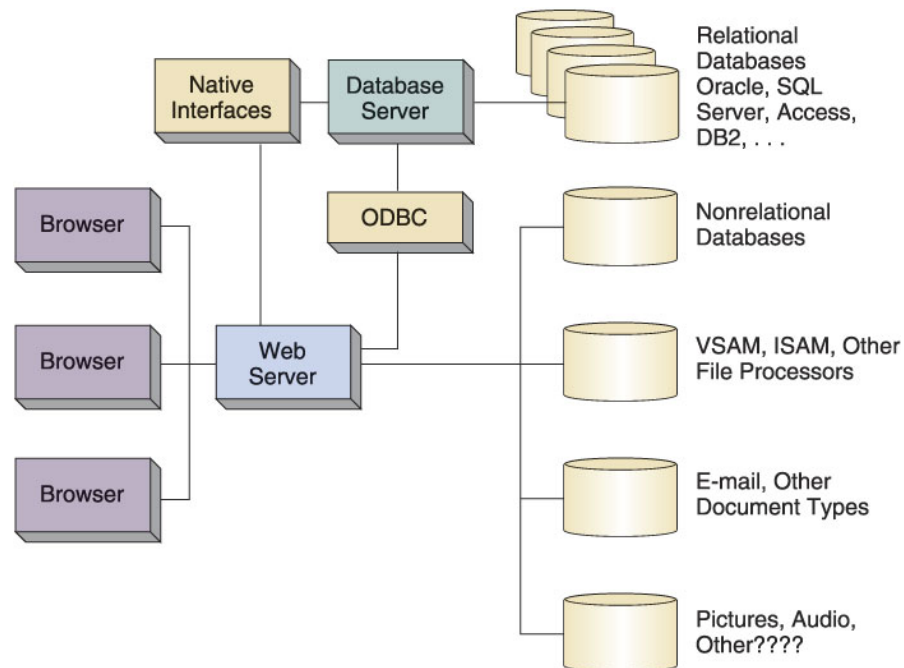 Native
Interfaces
Database
Server
Relational
Databases
Oracle, SQL
Server, Access,
DB2, . . .
Browser
ODBC
Nonrelational
Databases
Browser
Web
Server
VSAM, ISAM, Other
File Processors
Browser
E-mail, Other
Document Types
Pictures, Audio,
Other????